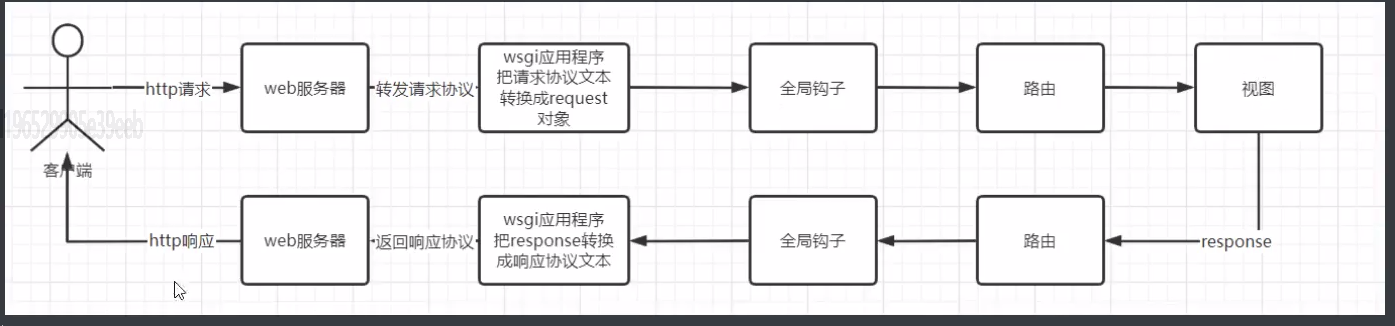 http请求
web服务器
转发请求协议
wsgi应用程序
把请求协议文本
转换成request
对象
全局钩子
路由
视图
客户端
http响应
web服务器
返回响应协议
wsgi应用程序
把response转换
成响应协议文本
全局钩子
路由
response